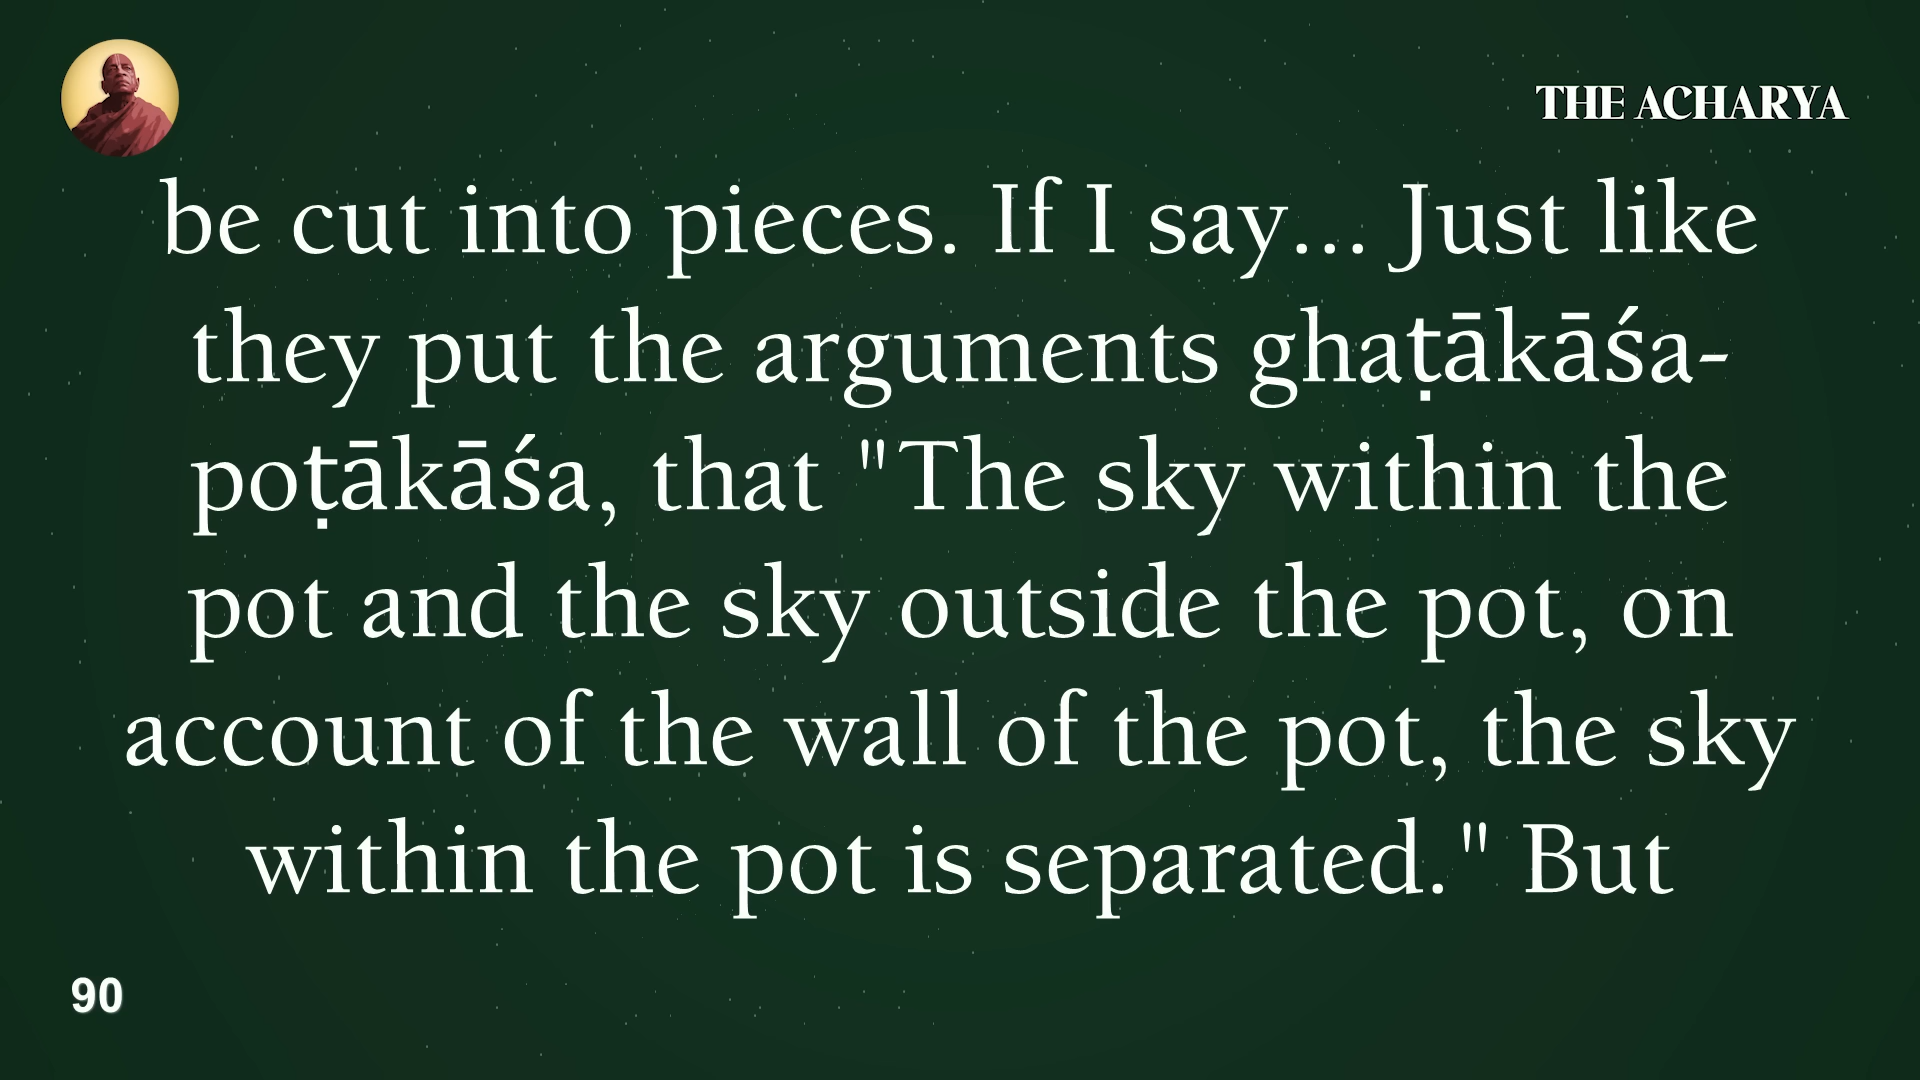 THE ACHARYA
be cut into pieces. If I say... Just like
they put the arguments ghaṭākāśa-
poṭākāśa, that "The sky within the
pot and the sky outside the pot, on
account of the wall of the pot, the sky
within the pot is separated." But
90